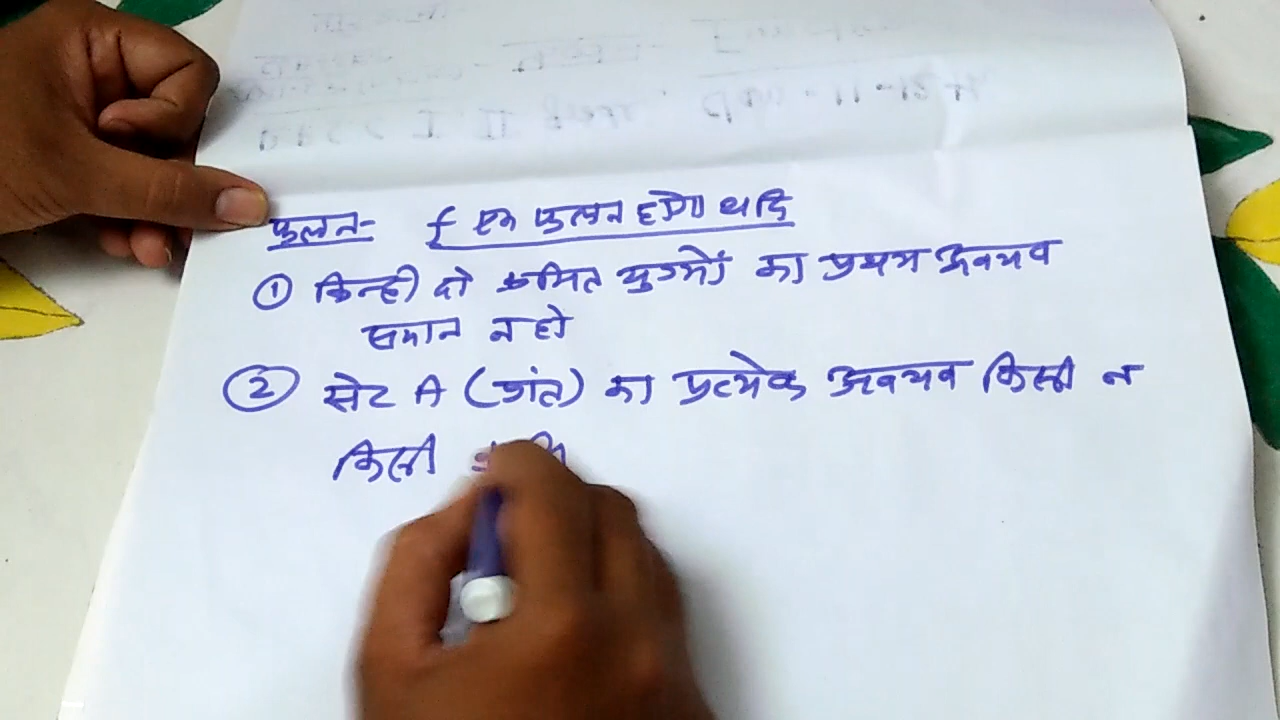 फलन- f एक फलन होगा यदि
① किन्ही दो क्रमित युग्मों का प्रथम अवयव
समान न हो
② सेट A (प्रांत) का प्रत्येक अवयव किसी न
किसी